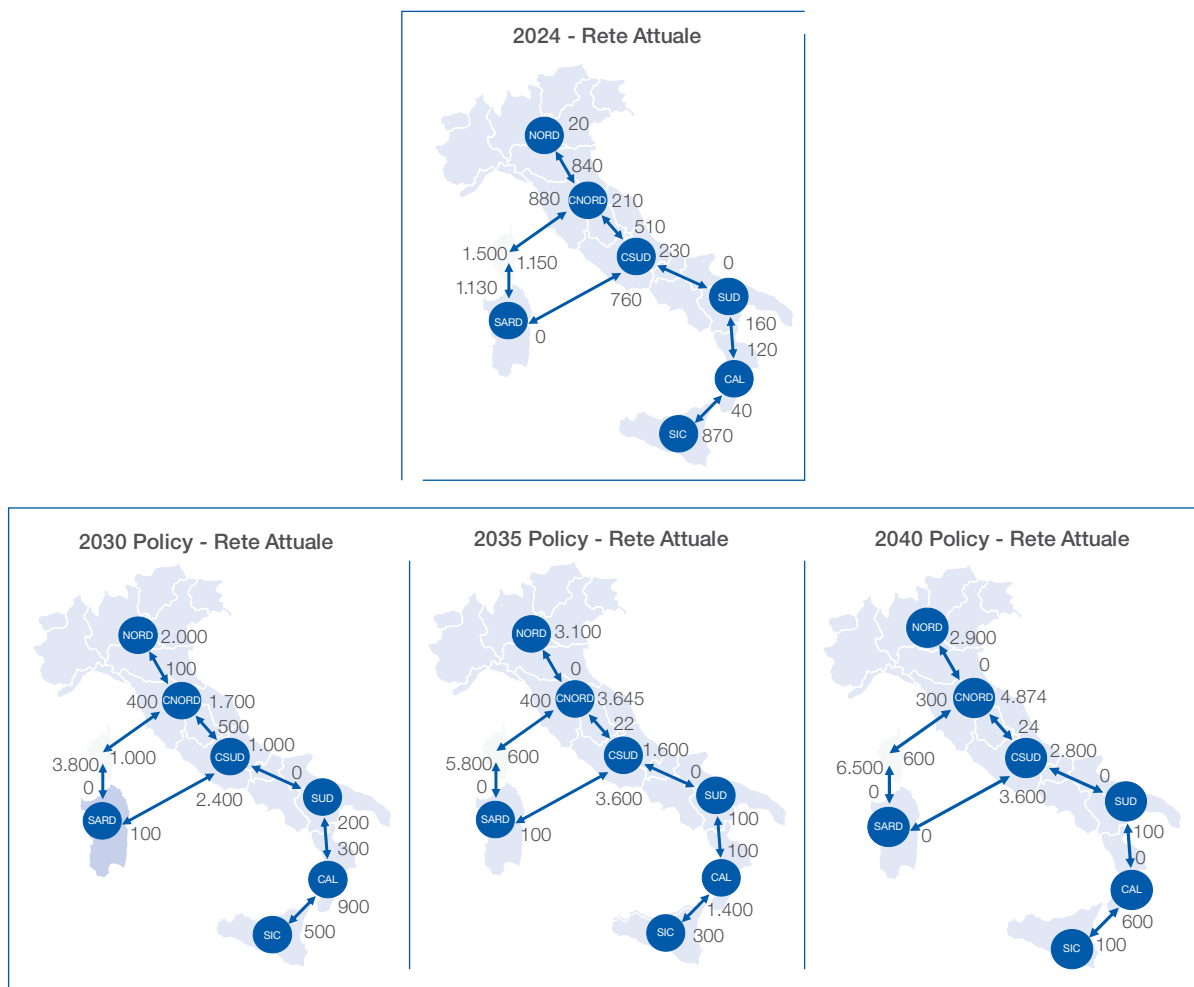 2024 - Rete Attuale
NORD
20
840
880
CNORD
210
510
1.500
1.150
CSUD
230
0
1.130
760
SUD
SARD
0
160
120
CAL
40
SIC
870
2030 Policy - Rete Attuale
NORD
2.000
100
400
CNORD
1.700
500
3.800
1.000
CSUD
1.000
0
0
2.400
SUD
SARD
100
200
300
CAL
900
SIC
500
2035 Policy - Rete Attuale
NORD
3.100
0
400
CNORD
3.645
22
5.800
600
CSUD
1.600
0
0
3.600
SUD
SARD
100
100
100
CAL
1.400
SIC
300
2040 Policy - Rete Attuale
NORD
2.900
0
300
CNORD
4.874
24
6.500
600
CSUD
2.800
0
0
3.600
SUD
SARD
0
100
0
CAL
600
SIC
100